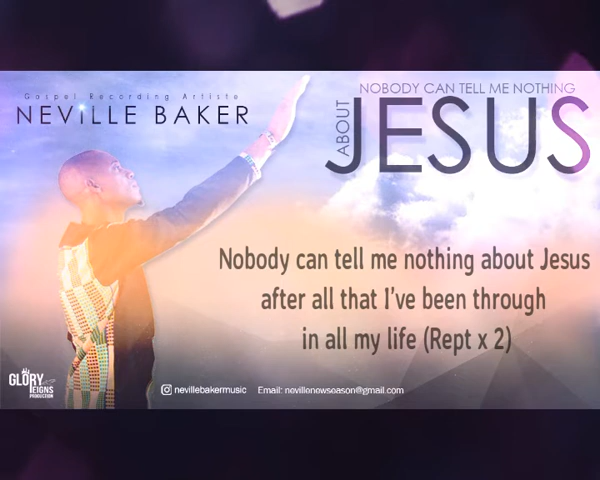 Gospel Recording Artiste
NEVILLE BAKER
NOBODY CAN TELL ME NOTHING
ABOUT
JESUS
Nobody can tell me nothing about Jesus
after all that I've been through
in all my life (Rept x 2)
GLORY
REIGNS
PRODUCTION
nevillebakermusic Email: nevillenewseason@gmail.com